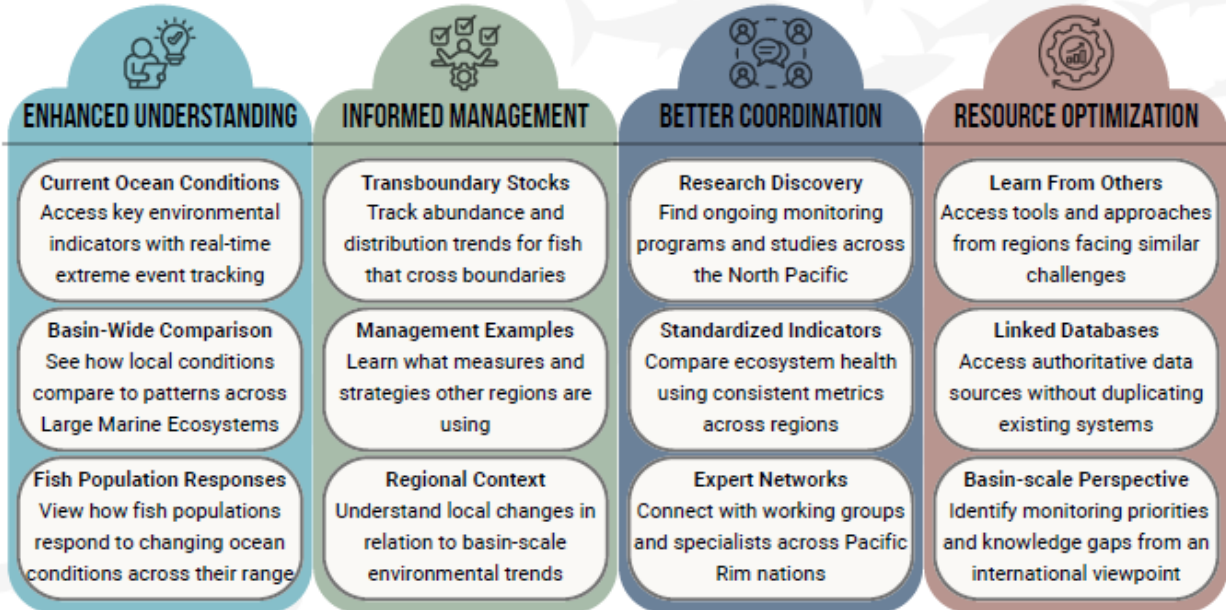 ENHANCED UNDERSTANDING
Current Ocean Conditions
Access key environmental
indicators with real-time
extreme event tracking
Basin-Wide Comparison
See how local conditions
compare to patterns across
Large Marine Ecosystems
Fish Population Responses
View how fish populations
respond to changing ocean
conditions across their range
INFORMED MANAGEMENT
Transboundary Stocks
Track abundance and
distribution trends for fish
that cross boundaries
Management Examples
Learn what measures and
strategies other regions are
using
Regional Context
Understand local changes in
relation to basin-scale
environmental trends
BETTER COORDINATION
Research Discovery
Find ongoing monitoring
programs and studies across
the North Pacific
Standardized Indicators
Compare ecosystem health
using consistent metrics
across regions
Expert Networks
Connect with working groups
and specialists across Pacific
Rim nations
RESOURCE OPTIMIZATION
Learn From Others
Access tools and approaches
from regions facing similar
challenges
Linked Databases
Access authoritative data
sources without duplicating
existing systems
Basin-scale Perspective
Identify monitoring priorities
and knowledge gaps from an
international viewpoint